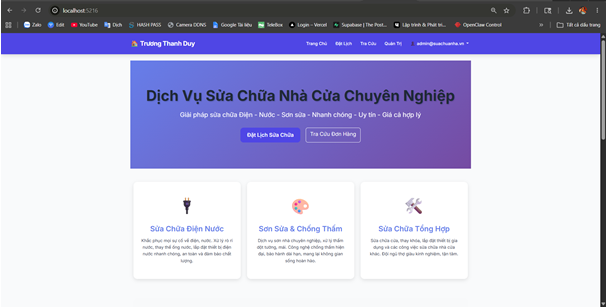 localhost:5216
Zalo
Edit
YouTube
Dịch
HASH PASS
Camera DDNS
Google Tài liệu
TeleBox
Login – Vercel
Supabase | The Post...
Lập trình & Phát tri...
OpenClaw Control
»
Tất cả dấu trang
Trương Thanh Duy
Trang Chủ
Đặt Lịch
Tra Cứu
Quản Trị
admin@suachuanha.vn
Dịch Vụ Sửa Chữa Nhà Cửa Chuyên Nghiệp
Giải pháp sửa chữa Điện - Nước - Sơn sửa - Nhanh chóng - Uy tín - Giá cả hợp lý
Đặt Lịch Sửa Chữa
Tra Cứu Đơn Hàng
Sửa Chữa Điện Nước
Khắc phục mọi sự cố về điện, nước. Xử lý rò rỉ
nước, thay thế ống nước, lắp đặt thiết bị điện
nước nhanh chóng, an toàn và đảm bảo chất
lượng.
Sơn Sửa & Chống Thấm
Dịch vụ sơn nhà chuyên nghiệp, xử lý thấm
dột tường, mái. Công nghệ chống thấm hiện
đại, bảo hành dài hạn, mang lại không gian
sống hoàn hảo.
Sửa Chữa Tổng Hợp
Sửa chữa cửa, thay khóa, lắp đặt thiết bị gia
dụng và các công việc sửa chữa nhà cửa
khác. Đội ngũ thợ giàu kinh nghiệm, tận tâm.